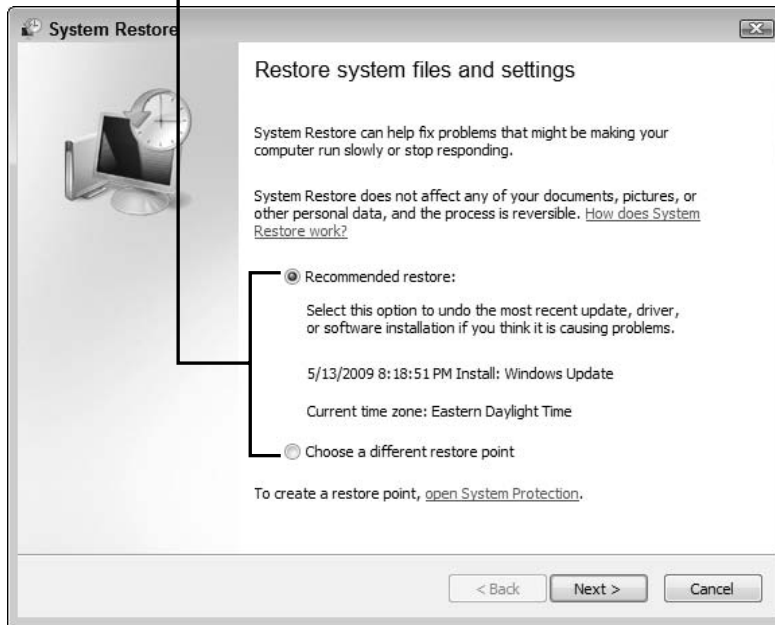 System Restore
Restore system files and settings
System Restore can help fix problems that might be making your
computer run slowly or stop responding.
System Restore does not affect any of your documents, pictures, or
other personal data, and the process is reversible. How does System
Restore work?
Recommended restore:
Select this option to undo the most recent update, driver,
or software installation if you think it is causing problems.
5/13/2009 8:18:51 PM Install: Windows Update
Current time zone: Eastern Daylight Time
Choose a different restore point
To create a restore point, open System Protection.
< Back Next > Cancel